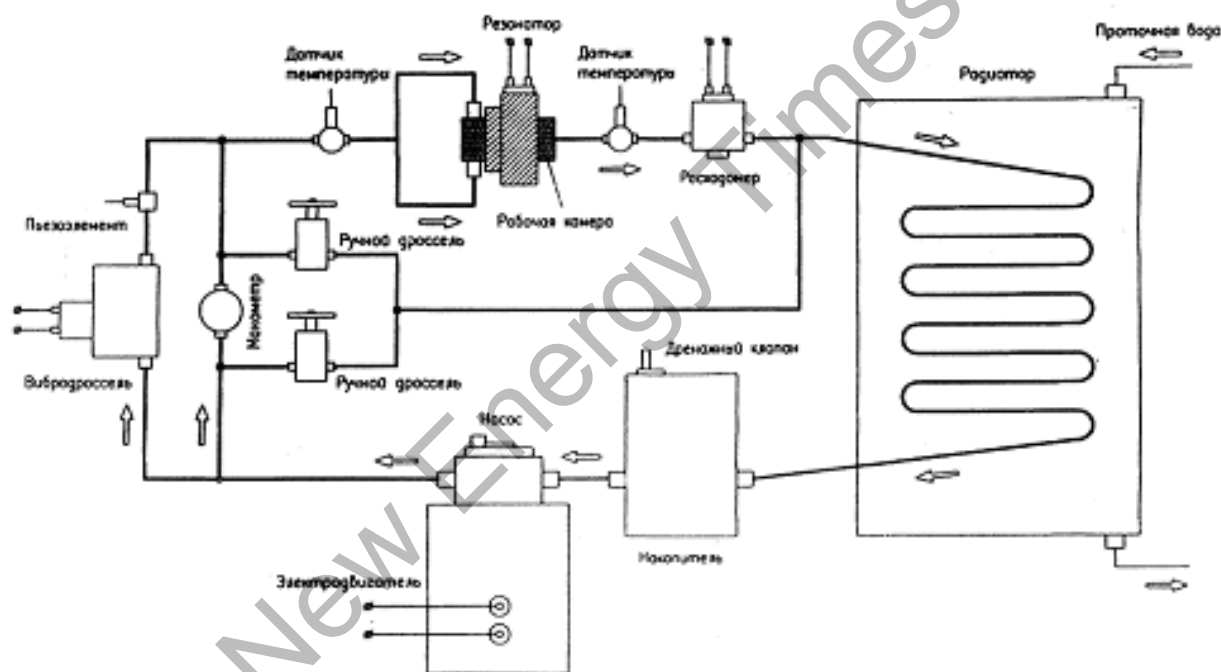 Резонатор
Проточная вода
Датчик
температуры
Датчик
температуры
Радиатор
Расходомер
Рабочая камера
Пьезоэлемент
Ручной дроссель
Манометр
Дренажный клапан
Вибродроссель
Ручной дроссель
Насос
Накопитель
Электродвигатель
New Energy Times